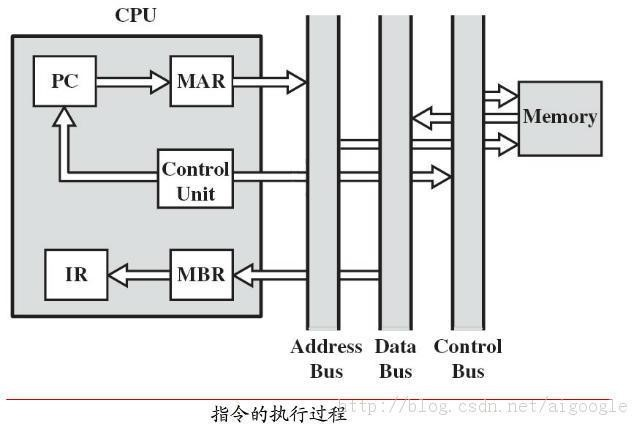 CPU
PC
MAR
Memory
Control
Unit
IR
MBR
Address
Bus
Data
Bus
Control
Bus
指令的执行过程
http://blog.csdn.net/aigoogle